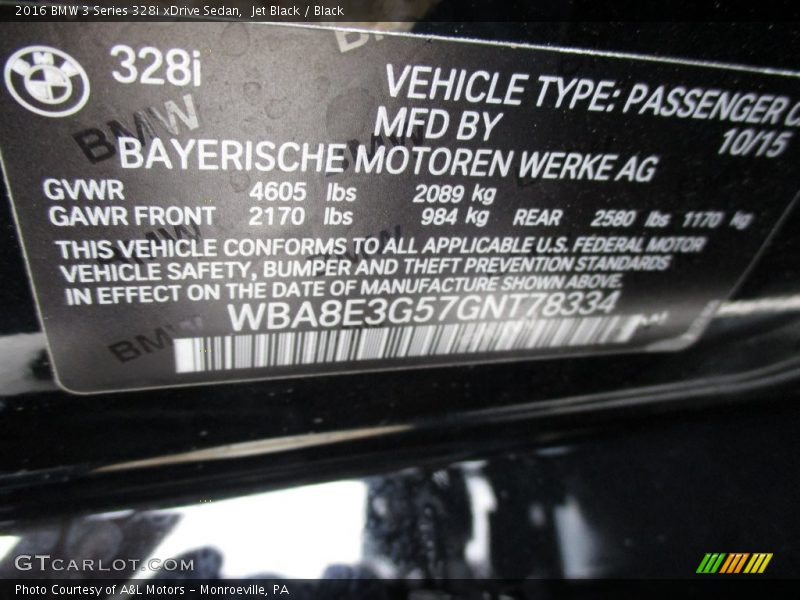 2016 BMW 3 Series 328i xDrive Sedan, Jet Black / Black
BMW
328i
VEHICLE TYPE: PASSENGER C
MFD BY
10/15
BAYERISCHE MOTOREN WERKE AG
GVWR 4605 lbs 2089 kg
GAWR FRONT 2170 lbs 984 kg REAR 2580 lbs 1170 kg
THIS VEHICLE CONFORMS TO ALL APPLICABLE U.S. FEDERAL MOTOR
VEHICLE SAFETY, BUMPER AND THEFT PREVENTION STANDARDS
IN EFFECT ON THE DATE OF MANUFACTURE SHOWN ABOVE.
WBA8E3G57GNT78334
BMW
BMW
GTCARLOT.COM
Photo Courtesy of A&L Motors - Monroeville, PA